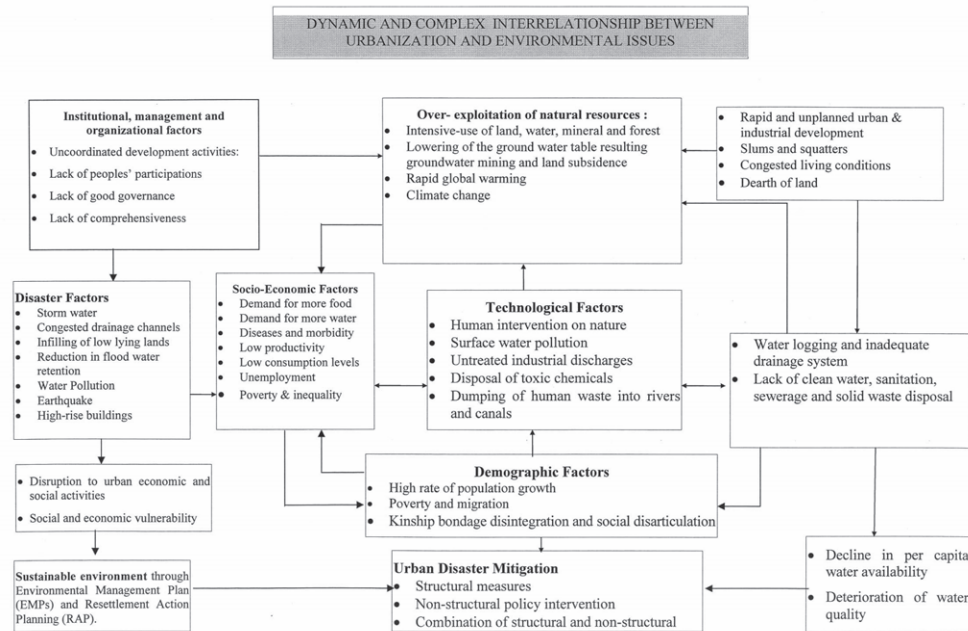 DYNAMIC AND COMPLEX INTERRELATIONSHIP BETWEEN
URBANIZATION AND ENVIRONMENTAL ISSUES
Institutional, management and
organizational factors
• Uncoordinated development activities:
• Lack of peoples' participations
• Lack of good governance
• Lack of comprehensiveness
Over- exploitation of natural resources :
• Intensive-use of land, water, mineral and forest
• Lowering of the ground water table resulting
groundwater mining and land subsidence
• Rapid global warming
• Climate change
• Rapid and unplanned urban &
industrial development
• Slums and squatters
• Congested living conditions
• Dearth of land
Disaster Factors
• Storm water
• Congested drainage channels
• Infilling of low lying lands
• Reduction in flood water
retention
• Water Pollution
• Earthquake
• High-rise buildings
Socio-Economic Factors
• Demand for more food
• Demand for more water
• Diseases and morbidity
• Low productivity
• Low consumption levels
• Unemployment
• Poverty & inequality
Technological Factors
• Human intervention on nature
• Surface water pollution
• Untreated industrial discharges
• Disposal of toxic chemicals
• Dumping of human waste into rivers
and canals
• Water logging and inadequate
drainage system
• Lack of clean water, sanitation,
sewerage and solid waste disposal
• Disruption to urban economic and
social activities
• Social and economic vulnerability
Demographic Factors
• High rate of population growth
• Poverty and migration
• Kinship bondage disintegration and social disarticulation
Sustainable environment through
Environmental Management Plan
(EMPs) and Resettlement Action
Planning (RAP).
Urban Disaster Mitigation
• Structural measures
• Non-structural policy intervention
• Combination of structural and non-structural
• Decline in per capita
water availability
• Deterioration of water
quality